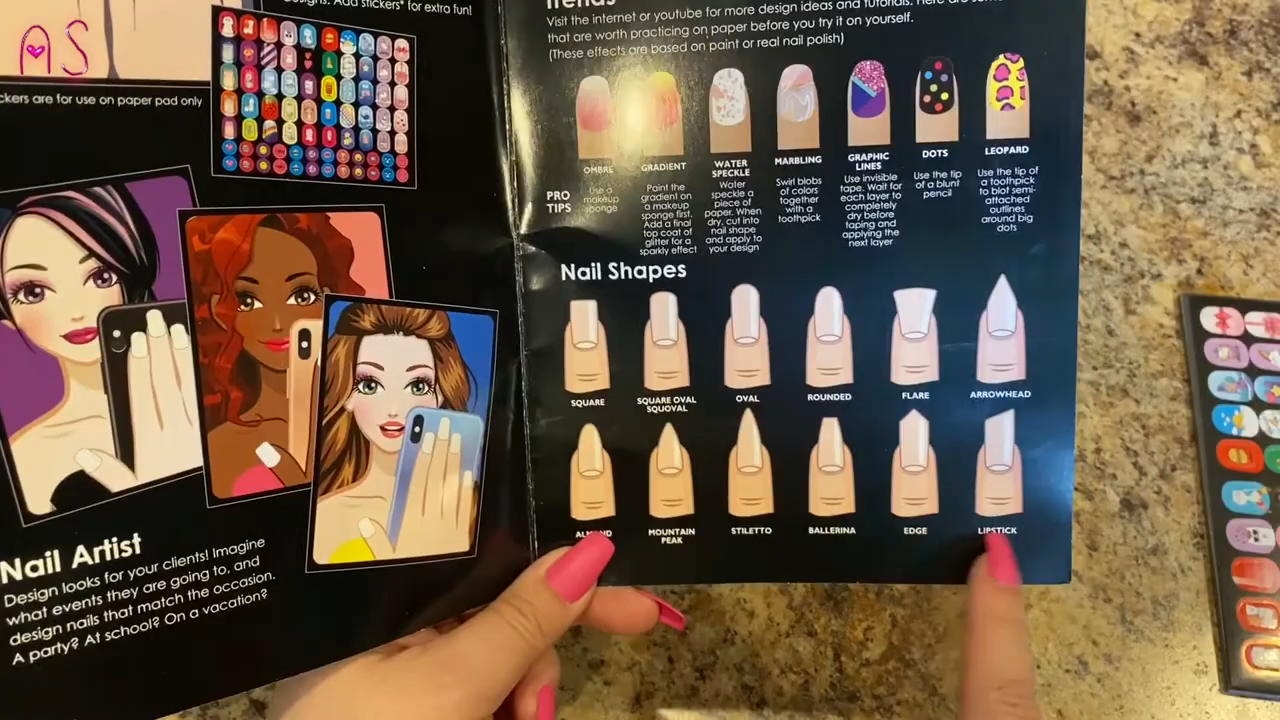 AS
Designs. Add stickers* for extra fun!
ckers are for use on paper pad only
Nail Artist
Design looks for your clients! Imagine
what events they are going to, and
design nails that match the occasion.
A party? At school? On a vacation?
Trends
Visit the internet or youtube for more design ideas and tutorials. Here are some
that are worth practicing on paper before you try it on yourself.
(These effects are based on paint or real nail polish)
OMBRE
GRADIENT
WATER
SPECKLE
MARBLING
GRAPHIC
LINES
DOTS
LEOPARD
PRO
TIPS
Use a
makeup
sponge
Paint the
gradient on
a makeup
sponge first.
Add a final
top coat of
glitter for a
sparkly effect
Water
speckle a
piece of
paper. When
dry, cut into
nail shape
and apply to
your design
Swirl blobs
of colors
together
with a
toothpick
Use invisible
tape. Wait for
each layer to
completely
dry before
taping and
applying the
next layer
Use the tip
of a blunt
pencil
Use the tip of
a toothpick
to blot semi-
attached
outlines
around big
dots
Nail Shapes
SQUARE
SQUARE OVAL
SQUOVAL
OVAL
ROUNDED
FLARE
ARROWHEAD
ALMOND
MOUNTAIN
PEAK
STILETTO
BALLERINA
EDGE
LIPSTICK